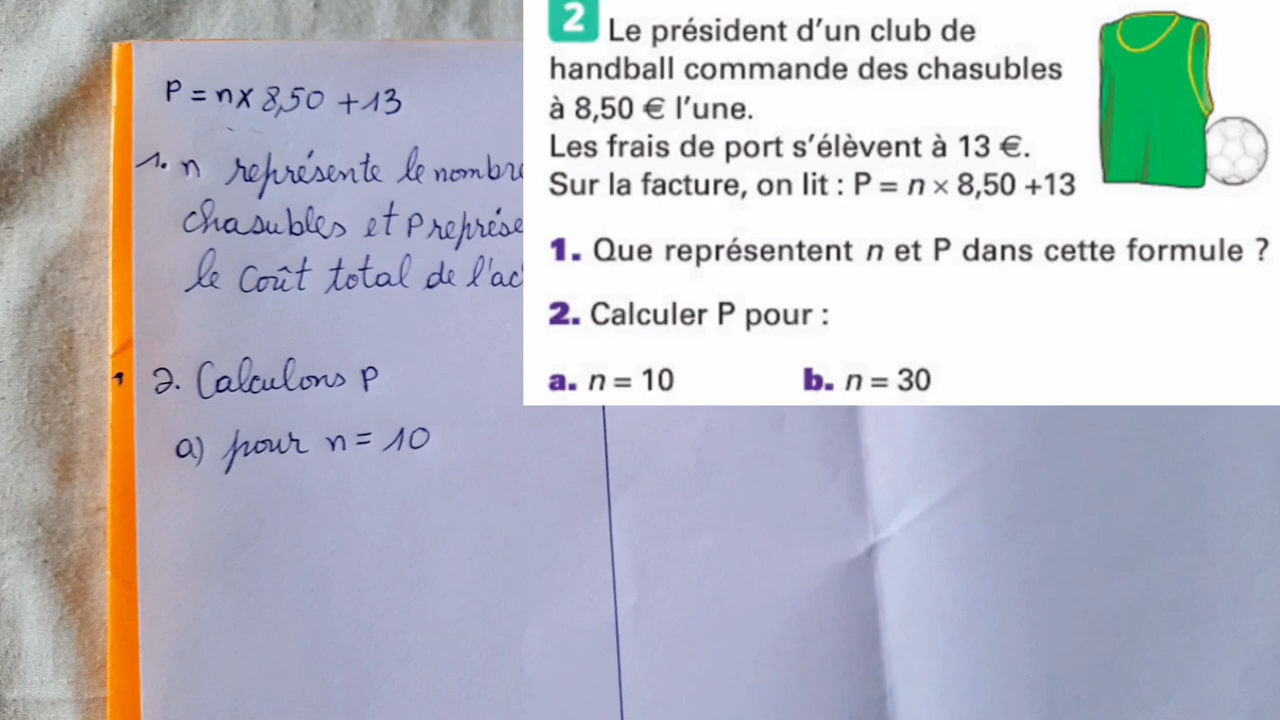 P = n x 8,50 + 13
1. n représente le nombre
chasubles et P représe
le coût total de l'ac
2. Calculons P
a) pour n = 10
2 Le président d'un club de
handball commande des chasubles
à 8,50 € l'une.
Les frais de port s'élèvent à 13 €.
Sur la facture, on lit : P = n × 8,50 +13
1. Que représentent n et P dans cette formule ?
2. Calculer P pour :
a. n = 10 b. n = 30